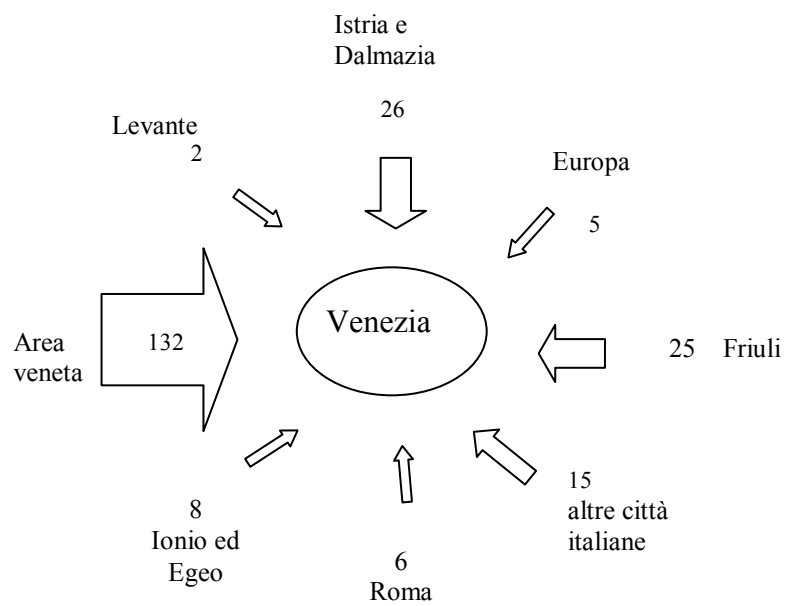 Istria e
Dalmazia
26
Levante
2
Europa
5
Venezia
Area
veneta
132
25 Friuli
8
Ionio ed
Egeo
6
Roma
15
altre città
italiane